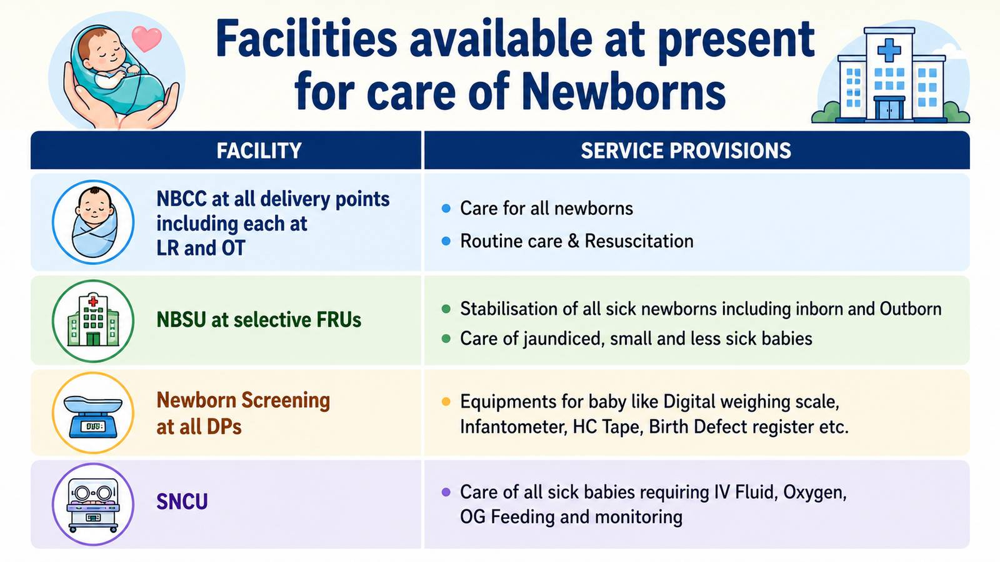 Facilities available at present
for care of Newborns
FACILITY
SERVICE PROVISIONS
NBCC at all delivery points
including each at
LR and OT
• Care for all newborns
• Routine care & Resuscitation
NBSU at selective FRUs
• Stabilisation of all sick newborns including inborn and Outborn
• Care of jaundiced, small and less sick babies
Newborn Screening
at all DPs
• Equipments for baby like Digital weighing scale,
Infantometer, HC Tape, Birth Defect register etc.
SNCU
• Care of all sick babies requiring IV Fluid, Oxygen,
OG Feeding and monitoring